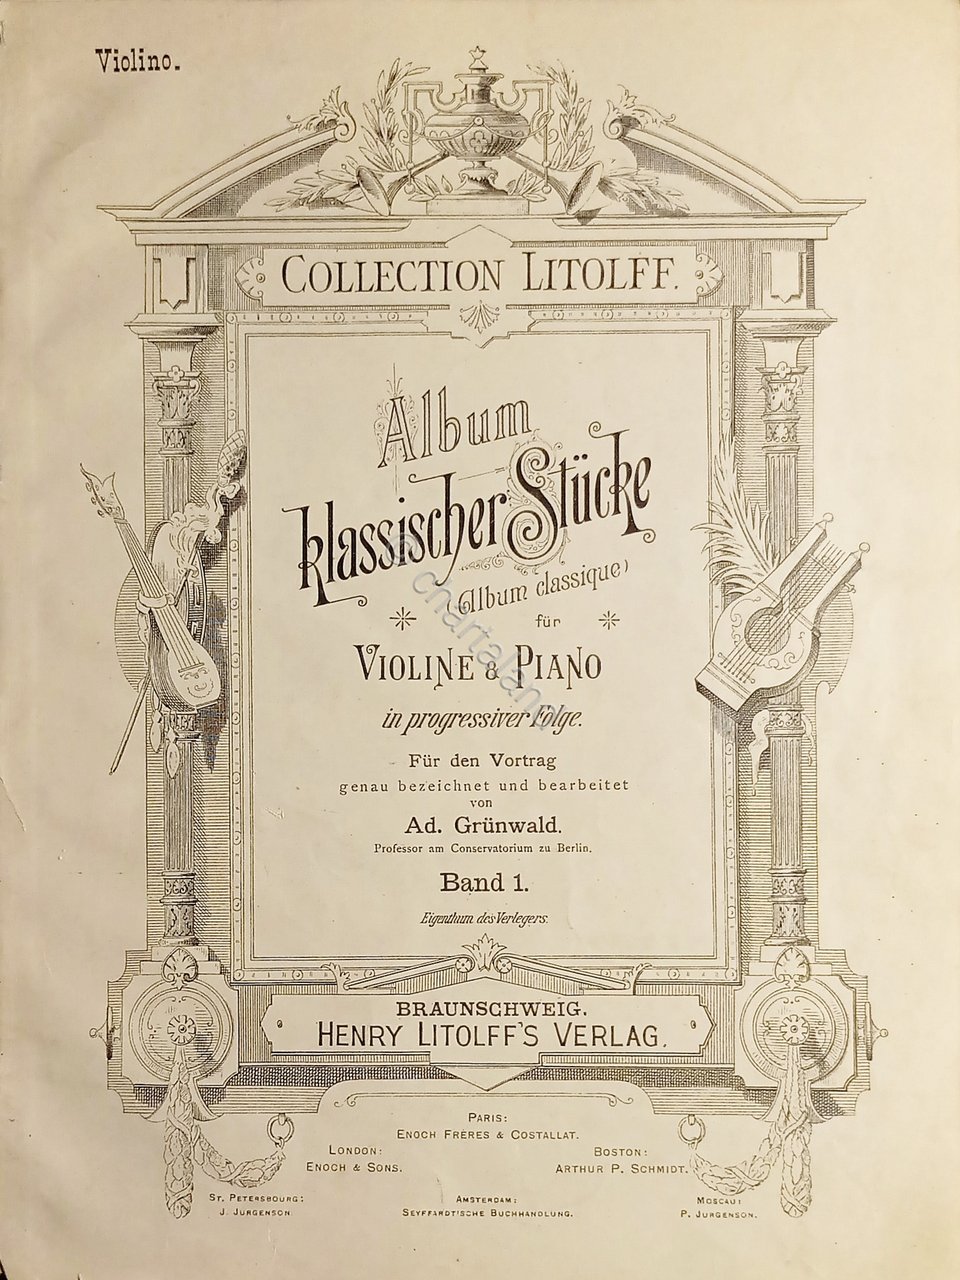 Violino.
COLLECTION LITOLFF.
Album
klassischer Stücke
(Album classique)
für
VIOLINE & PIANO
in progressiver Folge.
Für den Vortrag
genau bezeichnet und bearbeitet
von
Ad. Grünwald.
Professor am Conservatorium zu Berlin.
Band 1.
Eigenthum des Verlegers.
BRAUNSCHWEIG.
HENRY LITOLFF'S VERLAG.
PARIS:
ENOCH FRÈRES & COSTALLAT.
LONDON:
ENOCH & SONS.
BOSTON:
ARTHUR P. SCHMIDT.
ST. PETERSBOURG:
J. JURGENSON.
AMSTERDAM:
SEYFFARDT'SCHE BUCHHANDLUNG.
MOSCAU:
P. JURGENSON.
© chartaland